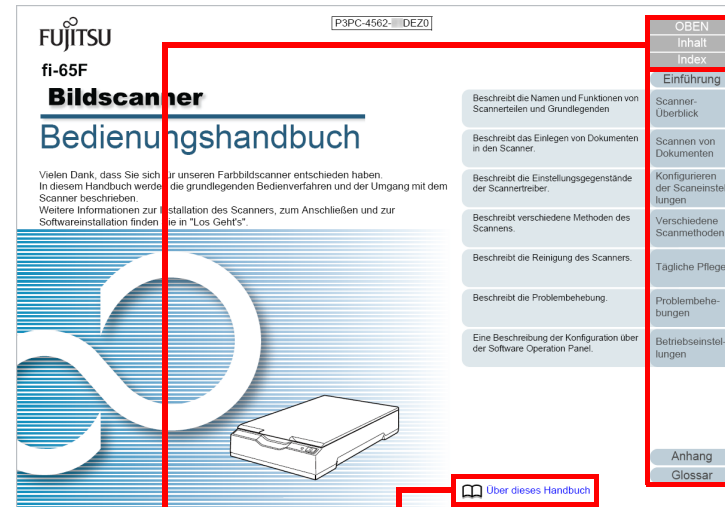 FUJITSU
P3PC-4562- DEZ0
fi-65F
Bildscanner
Bedienungshandbuch
Vielen Dank, dass Sie sich für unseren Farbbildscanner entschieden haben.
In diesem Handbuch werden die grundlegenden Bedienverfahren und der Umgang mit dem
Scanner beschrieben.
Weitere Informationen zur Installation des Scanners, zum Anschließen und zur
Softwareinstallation finden Sie in "Los Geht's".
Beschreibt die Namen und Funktionen von
Scannerteilen und Grundlegenden
Beschreibt das Einlegen von Dokumenten
in den Scanner.
Beschreibt die Einstellungsgegenstände
der Scannertreiber.
Beschreibt verschiedene Methoden des
Scannens.
Beschreibt die Reinigung des Scanners.
Beschreibt die Problembehebung.
Eine Beschreibung der Konfiguration über
der Software Operation Panel.
OBEN
Inhalt
Index
Einführung
Scanner-
Überblick
Scannen von
Dokumenten
Konfigurieren
der Scaneinstel
lungen
Verschiedene
Scanmethoden
Tägliche Pflege
Problembehe-
bungen
Betriebseinstel-
lungen
Anhang
Glossar
Über dieses Handbuch